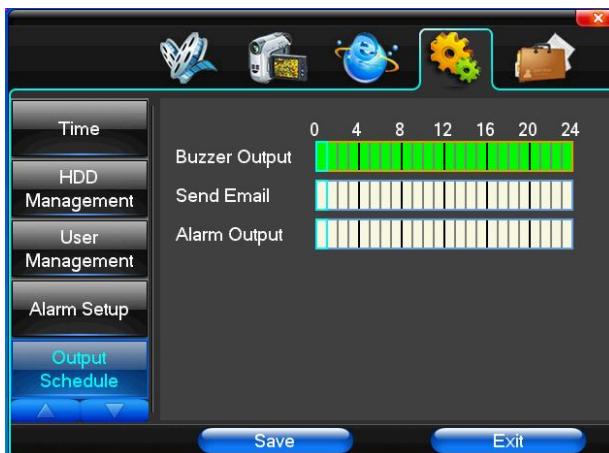 Time
HDD
Management
User
Management
Alarm Setup
Output
Schedule
0 4 8 12 16 20 24
Buzzer Output
Send Email
Alarm Output
Save Exit